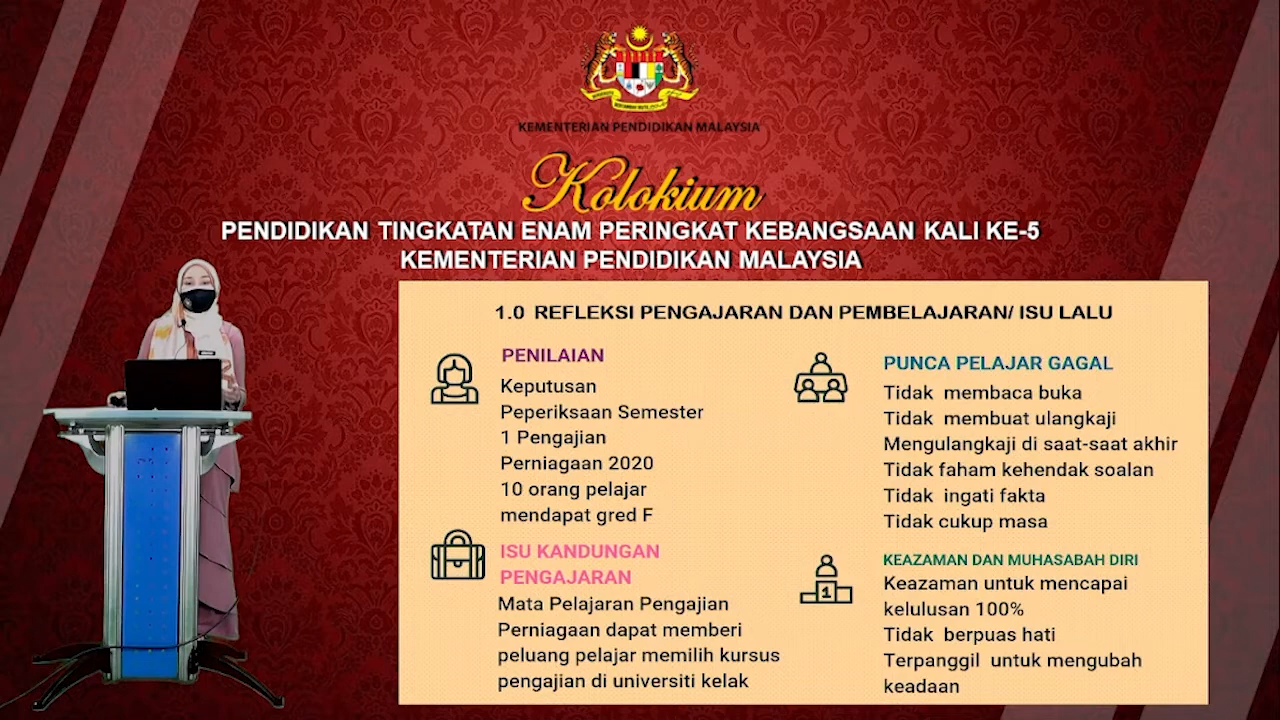 KEMENTERIAN PENDIDIKAN MALAYSIA
Kolokium
PENDIDIKAN TINGKATAN ENAM PERINGKAT KEBANGSAAN KALI KE-5
KEMENTERIAN PENDIDIKAN MALAYSIA
1.0 REFLEKSI PENGAJARAN DAN PEMBELAJARAN/ ISU LALU
PENILAIAN
Keputusan
Peperiksaan Semester
1 Pengajian
Perniagaan 2020
10 orang pelajar
mendapat gred F
ISU KANDUNGAN
PENGAJARAN
Mata Pelajaran Pengajian
Perniagaan dapat memberi
peluang pelajar memilih kursus
pengajian di universiti kelak
PUNCA PELAJAR GAGAL
Tidak membaca buka
Tidak membuat ulangkaji
Mengulangkaji di saat-saat akhir
Tidak faham kehendak soalan
Tidak ingati fakta
Tidak cukup masa
1
KEAZAMAN DAN MUHASABAH DIRI
Keazaman untuk mencapai
kelulusan 100%
Tidak berpuas hati
Terpanggil untuk mengubah
keadaan